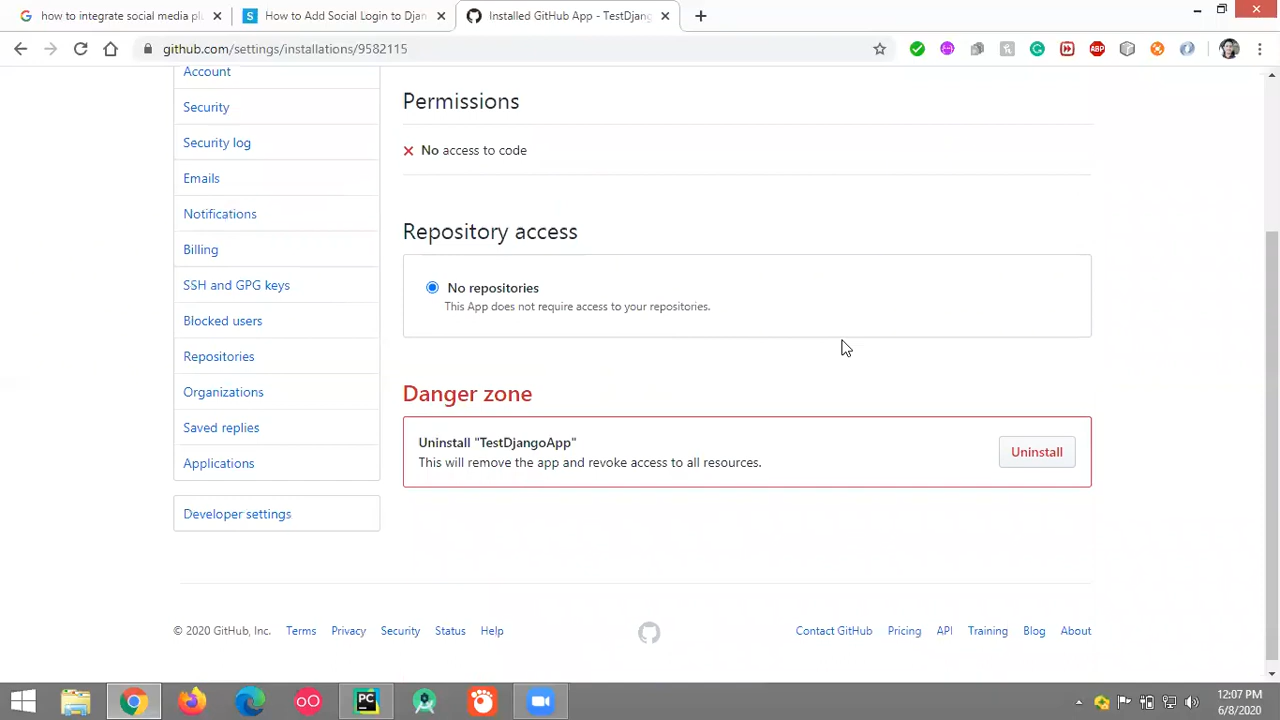 how to integrate social media pl
How to Add Social Login to Djan
Installed GitHub App - TestDjang
github.com/settings/installations/9582115
ABP
Account
Security
Security log
Emails
Notifications
Billing
SSH and GPG keys
Blocked users
Repositories
Organizations
Saved replies
Applications
Developer settings
Permissions
No access to code
Repository access
No repositories
This App does not require access to your repositories.
Danger zone
Uninstall "TestDjangoApp"
This will remove the app and revoke access to all resources.
Uninstall
© 2020 GitHub, Inc.
Terms
Privacy
Security
Status
Help
Contact GitHub
Pricing
API
Training
Blog
About
PC
12:07 PM
6/8/2020